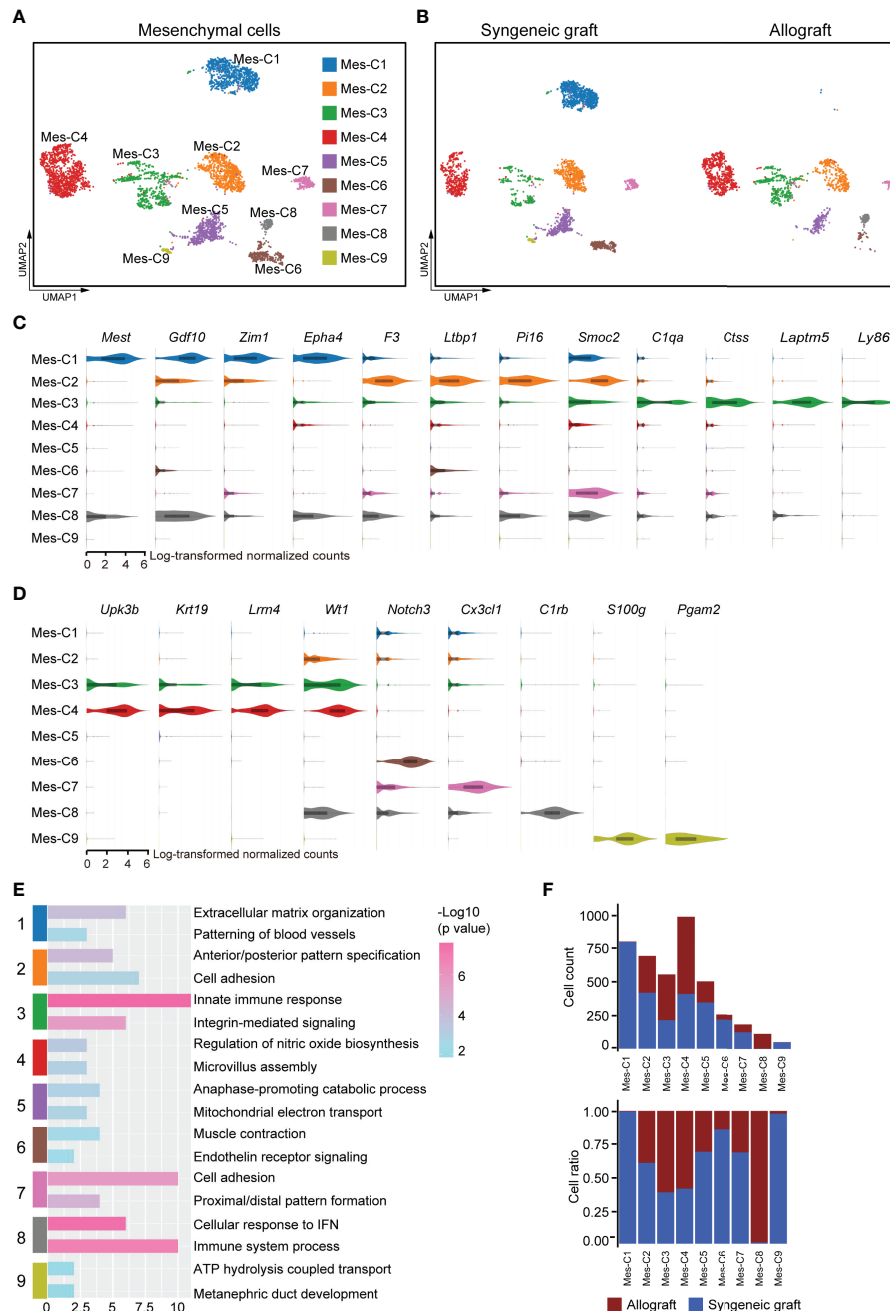 A
Mesenchymal cells
Mes-C1
Mes-C4
Mes-C3
Mes-C2
Mes-C7
Mes-C5
Mes-C8
Mes-C9
Mes-C6
UMAP2
UMAP1
Mes-C1
Mes-C2
Mes-C3
Mes-C4
Mes-C5
Mes-C6
Mes-C7
Mes-C8
Mes-C9
B
Syngeneic graft
Allograft
UMAP2
UMAP1
C
Mest Gdf10 Zim1 Epha4 F3 Ltbp1 Pi16 Smoc2 C1qa Ctss Laptm5 Ly86
Mes-C1
Mes-C2
Mes-C3
Mes-C4
Mes-C5
Mes-C6
Mes-C7
Mes-C8
Mes-C9
0 2 4 6 Log-transformed normalized counts
D
Upk3b Krt19 Lrrn4 Wt1 Notch3 Cx3cl1 C1rb S100g Pgam2
Mes-C1
Mes-C2
Mes-C3
Mes-C4
Mes-C5
Mes-C6
Mes-C7
Mes-C8
Mes-C9
0 2 4 6 Log-transformed normalized counts
E
1
Extracellular matrix organization
Patterning of blood vessels
2
Anterior/posterior pattern specification
Cell adhesion
3
Innate immune response
Integrin-mediated signaling
4
Regulation of nitric oxide biosynthesis
Microvillus assembly
5
Anaphase-promoting catabolic process
Mitochondrial electron transport
6
Muscle contraction
Endothelin receptor signaling
7
Cell adhesion
Proximal/distal pattern formation
8
Cellular response to IFN
Immune system process
9
ATP hydrolysis coupled transport
Metanephric duct development
0 2.5 5 7.5 10
-Log10
(p value)
6
4
2
F
Cell count
1000
750
500
250
0
Mes-C1 Mes-C2 Mes-C3 Mes-C4 Mes-C5 Mes-C6 Mes-C7 Mes-C8 Mes-C9
Cell ratio
1.00
0.75
0.50
0.25
0.00
Mes-C1 Mes-C2 Mes-C3 Mes-C4 Mes-C5 Mes-C6 Mes-C7 Mes-C8 Mes-C9
Allograft Syngeneic graft